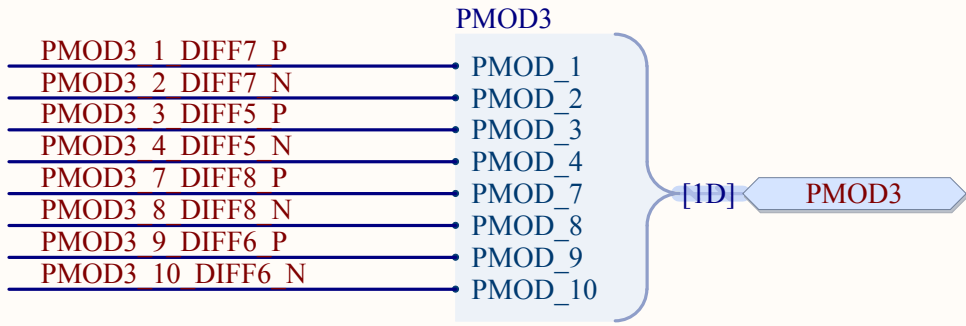 PMOD3
PMOD3_1_DIFF7_P
PMOD_1
PMOD3_2_DIFF7_N
PMOD_2
PMOD3_3_DIFF5_P
PMOD_3
PMOD3_4_DIFF5_N
PMOD_4
PMOD3_7_DIFF8_P
PMOD_7
[1D]
PMOD3
PMOD3_8_DIFF8_N
PMOD_8
PMOD3_9_DIFF6_P
PMOD_9
PMOD3_10_DIFF6_N
PMOD_10